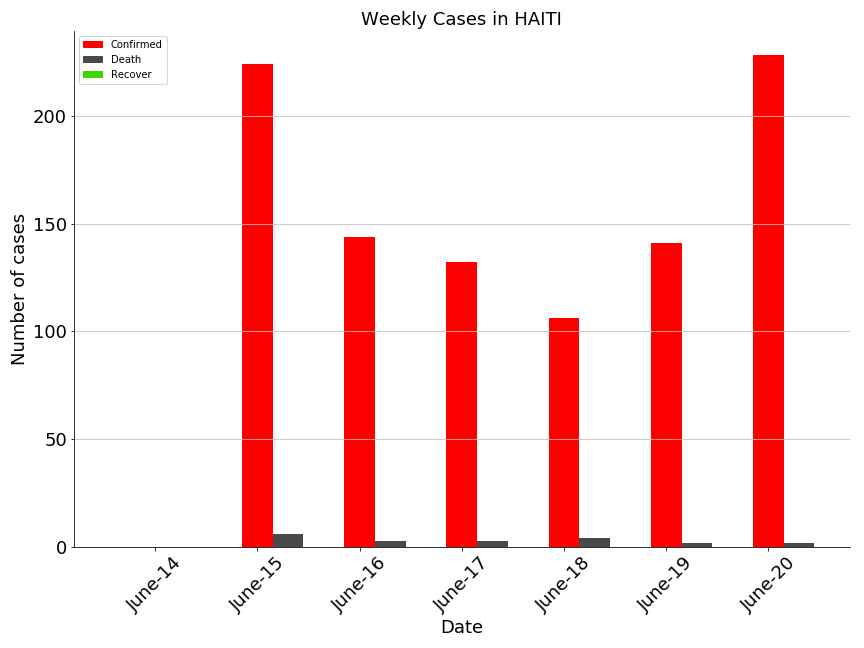 Weekly Cases in HAITI
Confirmed
Death
Recover
Number of cases
200
150
100
50
0
June-14
June-15
June-16
June-17
June-18
June-19
June-20
Date